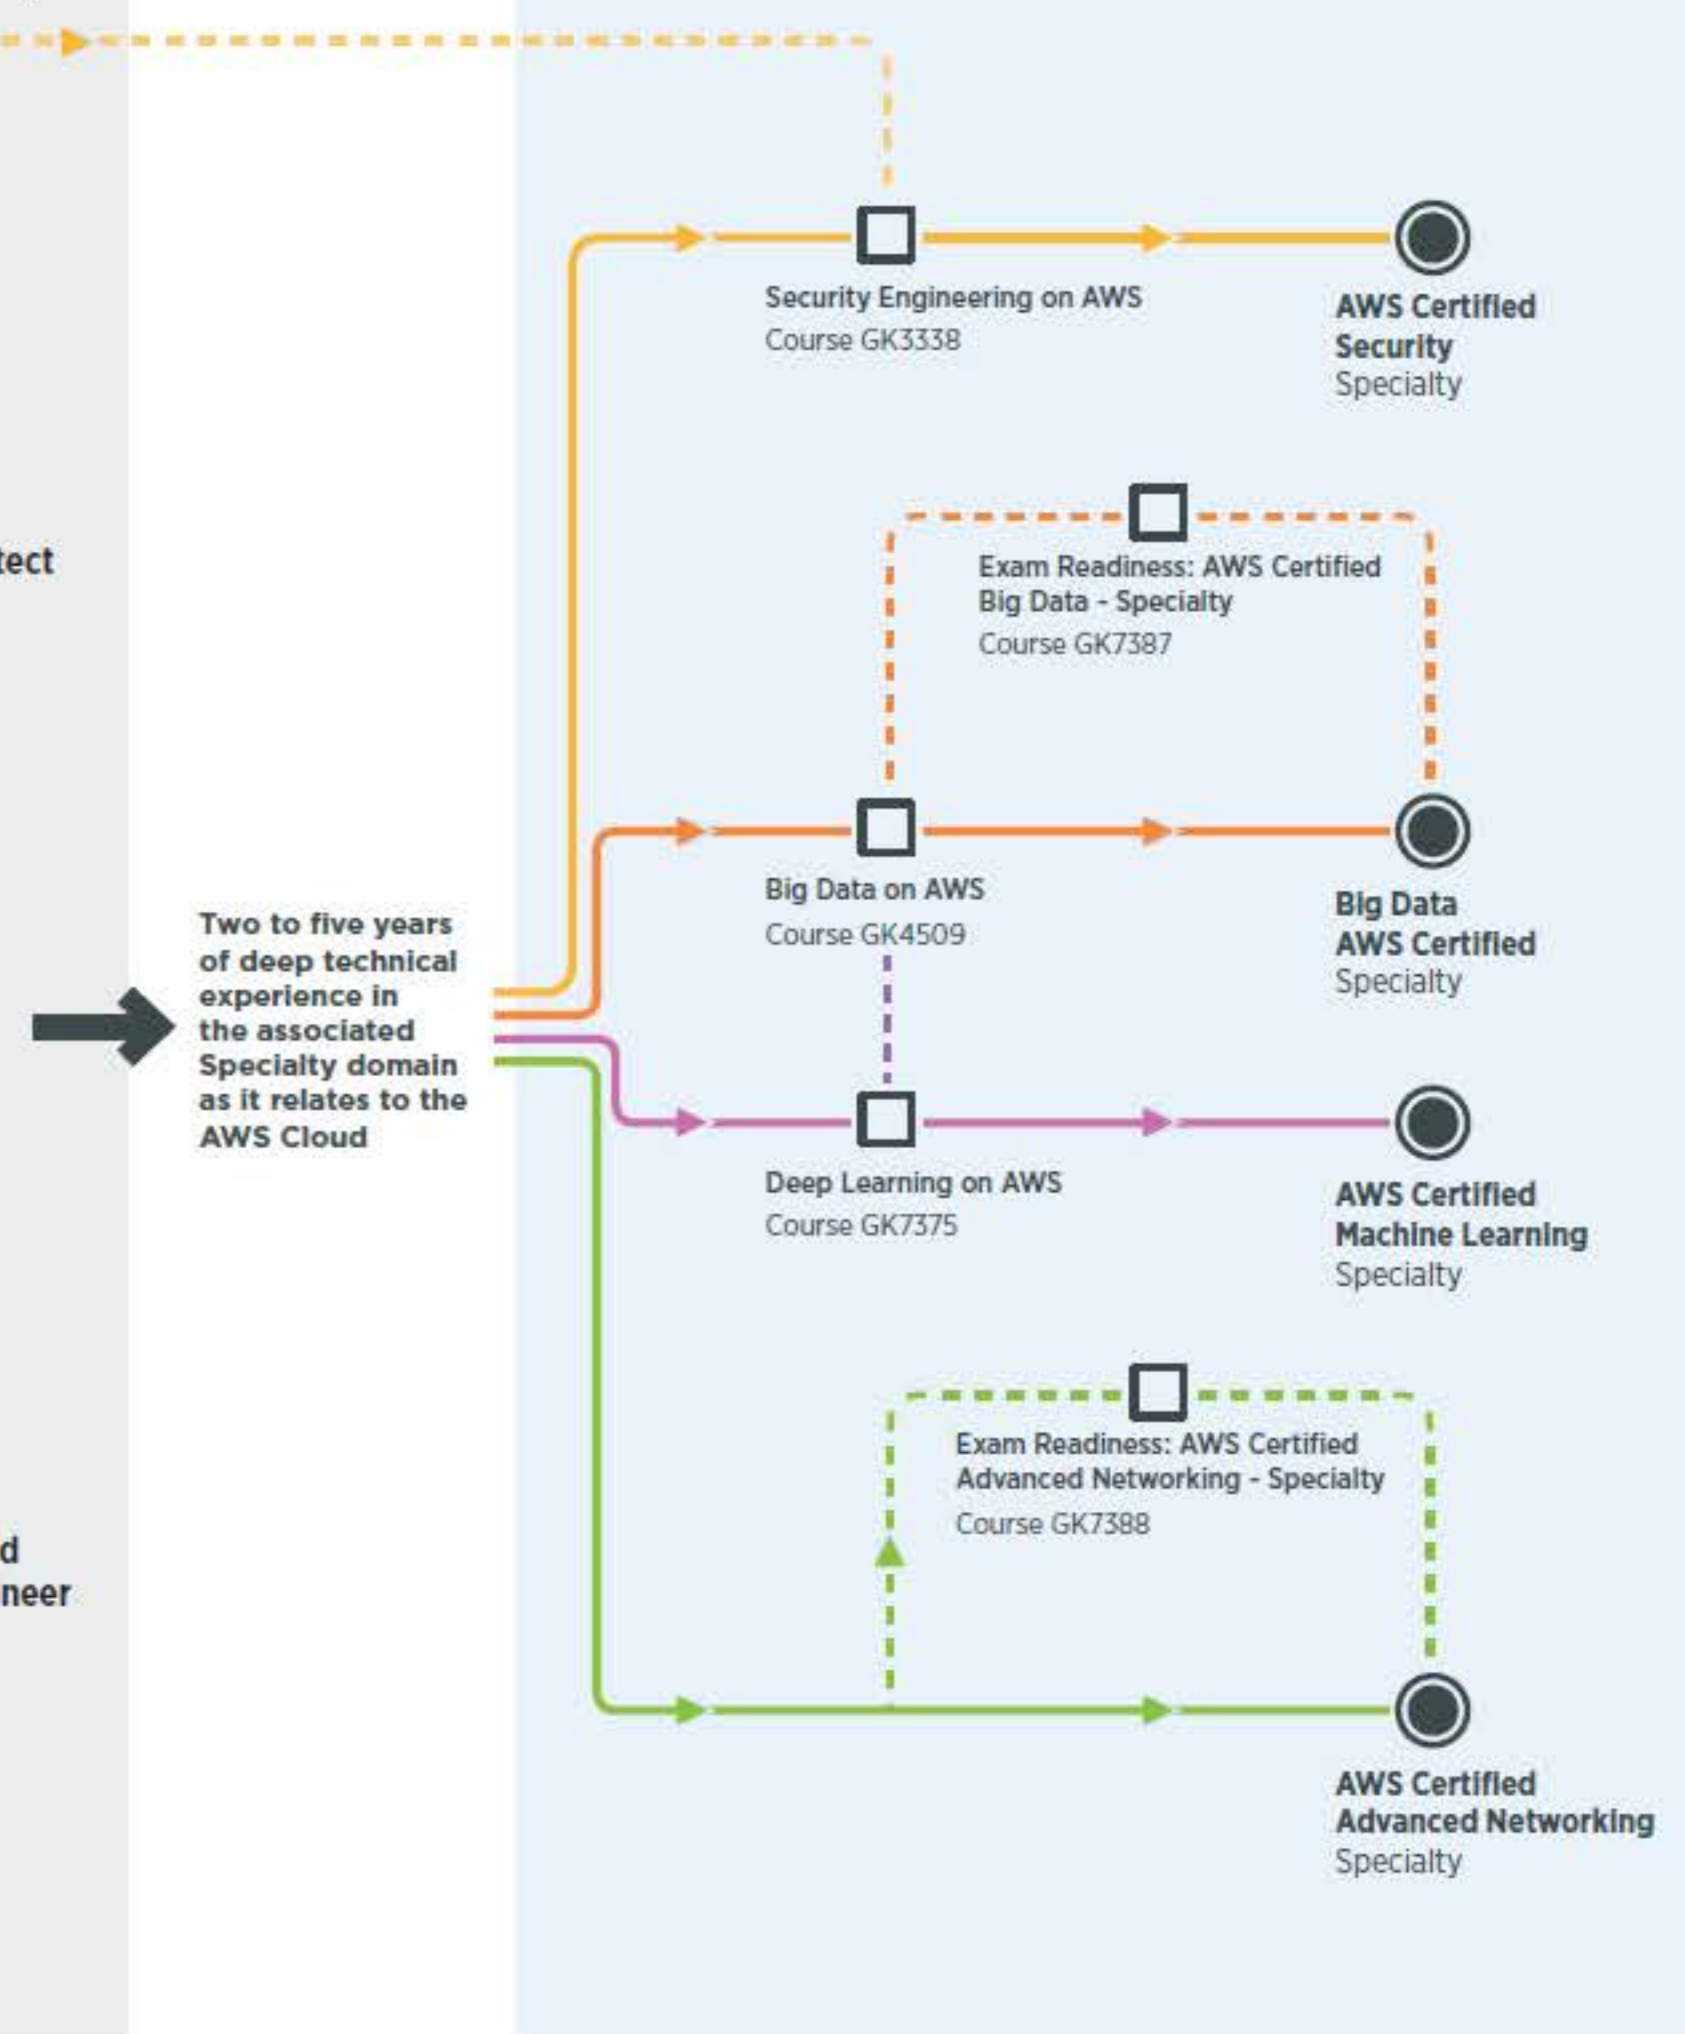 Security Engineering on AWS
Course GK3338
AWS Certified
Security
Specialty
tect
Exam Readiness: AWS Certified
Big Data - Specialty
Course GK7387
Big Data on AWS
Course GK4509
Big Data
AWS Certified
Specialty
Two to five years
of deep technical
experience in
the associated
Specialty domain
as it relates to the
AWS Cloud
Deep Learning on AWS
Course GK7375
AWS Certified
Machine Learning
Specialty
Exam Readiness: AWS Certified
Advanced Networking - Specialty
Course GK7388
d
neer
AWS Certified
Advanced Networking
Specialty